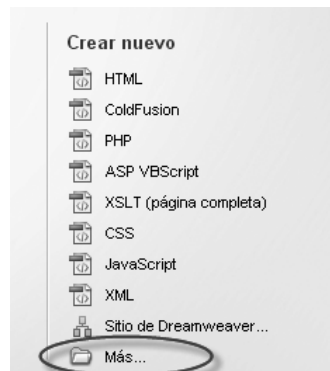 Crear nuevo
HTML
ColdFusion
PHP
ASP VBScript
XSLT (página completa)
CSS
JavaScript
XML
Sitio de Dreamweaver...
Más...